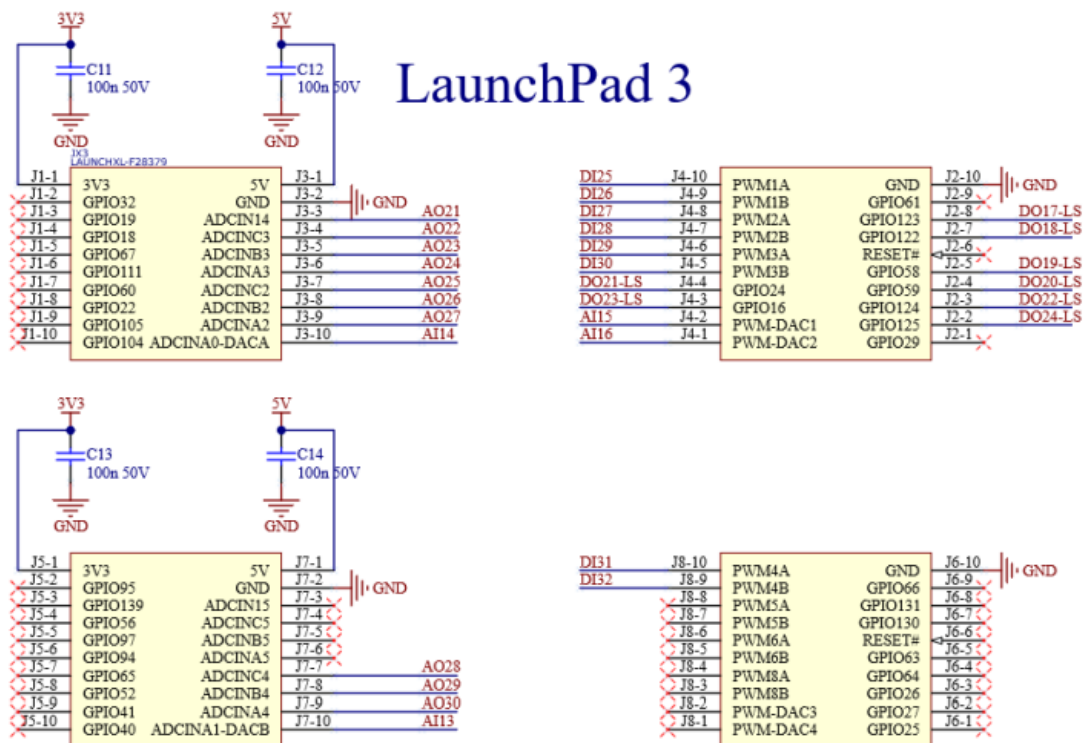 3V3 5V
C11 C12
100n 50V 100n 50V
LaunchPad 3
GND GND
JX3
LAUNCHXL-F28379
J1-1 3V3 5V J3-1
J1-2 GPIO32 GND J3-2 GND
J1-3 GPIO19 ADCIN14 J3-3 AO21
J1-4 GPIO18 ADCINC3 J3-4 AO22
J1-5 GPIO67 ADCINB3 J3-5 AO23
J1-6 GPIO111 ADCINA3 J3-6 AO24
J1-7 GPIO60 ADCINC2 J3-7 AO25
J1-8 GPIO22 ADCINB2 J3-8 AO26
J1-9 GPIO105 ADCINA2 J3-9 AO27
J1-10 GPIO104 ADCINA0-DACA J3-10 AI14
DI25 J4-10 PWM1A GND J2-10 GND
DI26 J4-9 PWM1B GPIO61 J2-9
DI27 J4-8 PWM2A GPIO123 J2-8 DO17-LS
DI28 J4-7 PWM2B GPIO122 J2-7 DO18-LS
DI29 J4-6 PWM3A RESET# J2-6
DI30 J4-5 PWM3B GPIO58 J2-5 DO19-LS
DO21-LS J4-4 GPIO24 GPIO59 J2-4 DO20-LS
DO23-LS J4-3 GPIO16 GPIO124 J2-3 DO22-LS
AI15 J4-2 PWM-DAC1 GPIO125 J2-2 DO24-LS
AI16 J4-1 PWM-DAC2 GPIO29 J2-1
3V3 5V
C13 C14
100n 50V 100n 50V
GND GND
J5-1 3V3 5V J7-1
J5-2 GPIO95 GND J7-2 GND
J5-3 GPIO139 ADCIN15 J7-3
J5-4 GPIO56 ADCINC5 J7-4
J5-5 GPIO97 ADCINB5 J7-5
J5-6 GPIO94 ADCINA5 J7-6
J5-7 GPIO65 ADCINC4 J7-7 AO28
J5-8 GPIO52 ADCINB4 J7-8 AO29
J5-9 GPIO41 ADCINA4 J7-9 AO30
J5-10 GPIO40 ADCINA1-DACB J7-10 AI13
DI31 J8-10 PWM4A GND J6-10 GND
DI32 J8-9 PWM4B GPIO66 J6-9
J8-8 PWM5A GPIO131 J6-8
J8-7 PWM5B GPIO130 J6-7
J8-6 PWM6A RESET# J6-6
J8-5 PWM6B GPIO63 J6-5
J8-4 PWM8A GPIO64 J6-4
J8-3 PWM8B GPIO26 J6-3
J8-2 PWM-DAC3 GPIO27 J6-2
J8-1 PWM-DAC4 GPIO25 J6-1